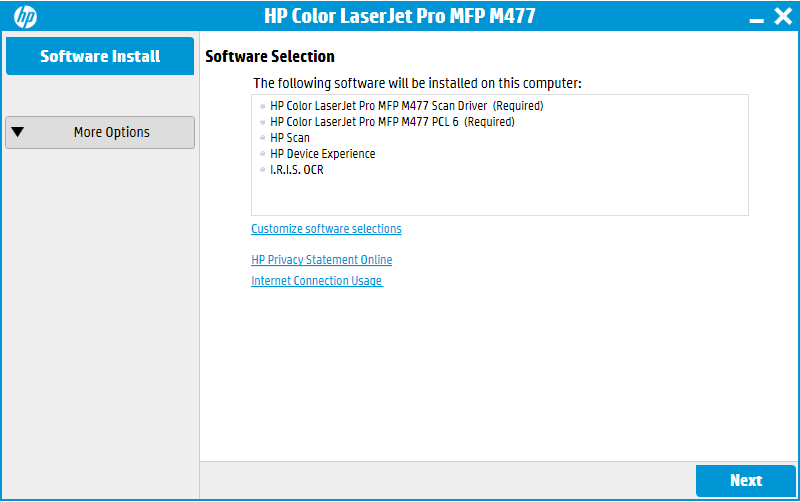 hp
HP Color LaserJet Pro MFP M477
Software Install
More Options
Software Selection
The following software will be installed on this computer:
HP Color LaserJet Pro MFP M477 Scan Driver (Required)
HP Color LaserJet Pro MFP M477 PCL 6 (Required)
HP Scan
HP Device Experience
I.R.I.S. OCR
Customize software selections
HP Privacy Statement Online
Internet Connection Usage
Next